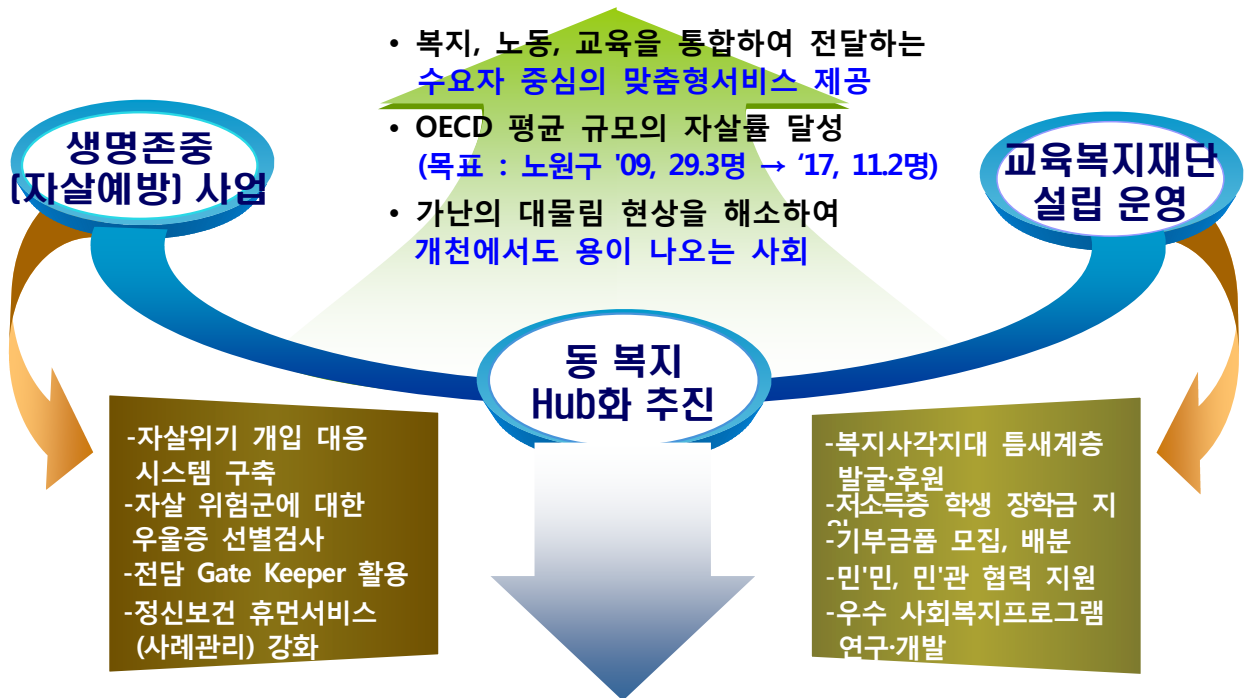 • 복지, 노동, 교육을 통합하여 전달하는
수요자 중심의 맞춤형서비스 제공
• OECD 평균 규모의 자살률 달성
(목표 : 노원구 '09, 29.3명 → ‘17, 11.2명)
• 가난의 대물림 현상을 해소하여
개천에서도 용이 나오는 사회
생명존중
(자살예방) 사업
교육복지재단
설립 운영
동 복지
Hub화 추진
-자살위기 개입 대응
시스템 구축
-자살 위험군에 대한
우울증 선별검사
-전담 Gate Keeper 활용
-정신보건 휴먼서비스
(사례관리) 강화
-복지사각지대 틈새계층
발굴·후원
-저소득층 학생 장학금 지
-기부금품 모집, 배분
-민'민, 민'관 협력 지원
-우수 사회복지프로그램
연구·개발